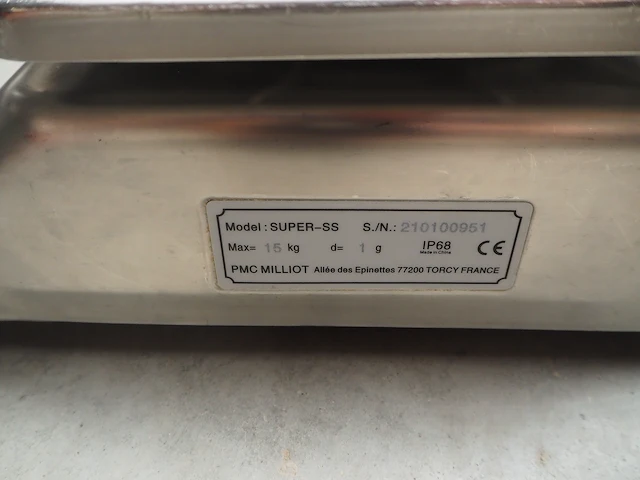 Model : SUPER-SS S./N.: 210100951
Max= 15 kg d= 1 g IP68 CE
Made in China
PMC MILLIOT Allée des Epinettes 77200 TORCY FRANCE